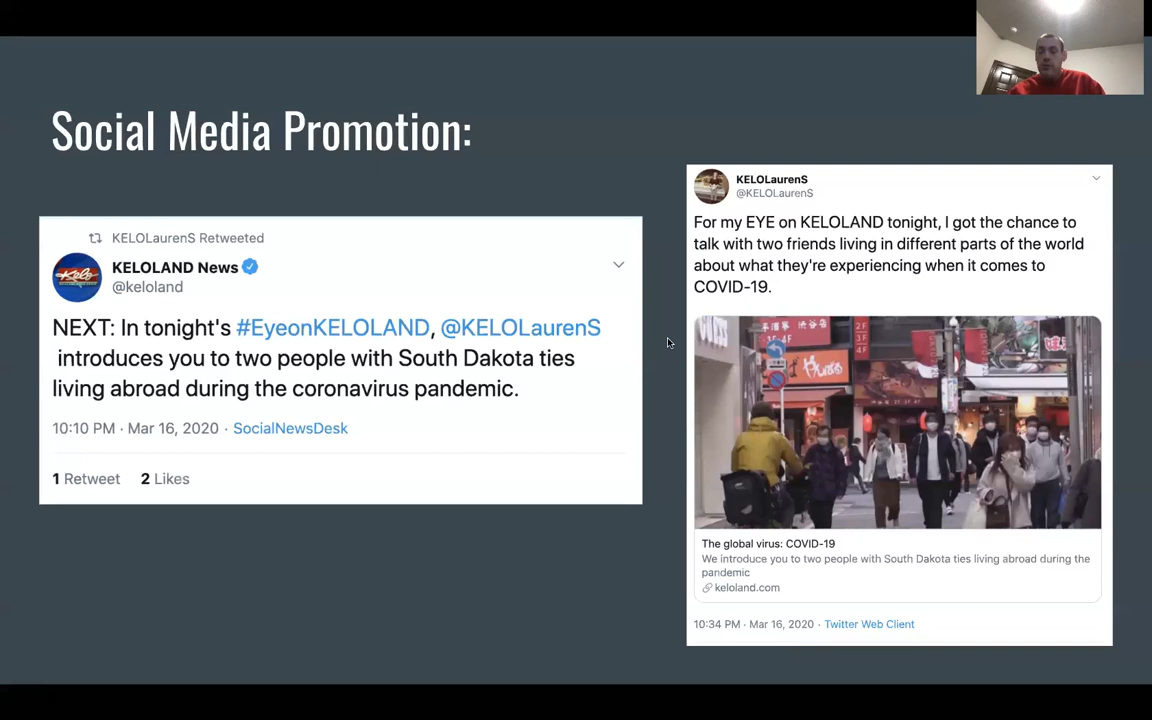 Social Media Promotion:
KELOLaurenS Retweeted
KELOLAND News
@keloland
NEXT: In tonight's #EyeonKELOLAND, @KELOLaurenS
introduces you to two people with South Dakota ties
living abroad during the coronavirus pandemic.
10:10 PM · Mar 16, 2020 · SocialNewsDesk
1 Retweet 2 Likes
KELOLaurenS
@KELOLaurenS
For my EYE on KELOLAND tonight, I got the chance to
talk with two friends living in different parts of the world
about what they're experiencing when it comes to
COVID-19.
2F
3F
4F
The global virus: COVID-19
We introduce you to two people with South Dakota ties living abroad during the
pandemic
keloland.com
10:34 PM · Mar 16, 2020 · Twitter Web Client